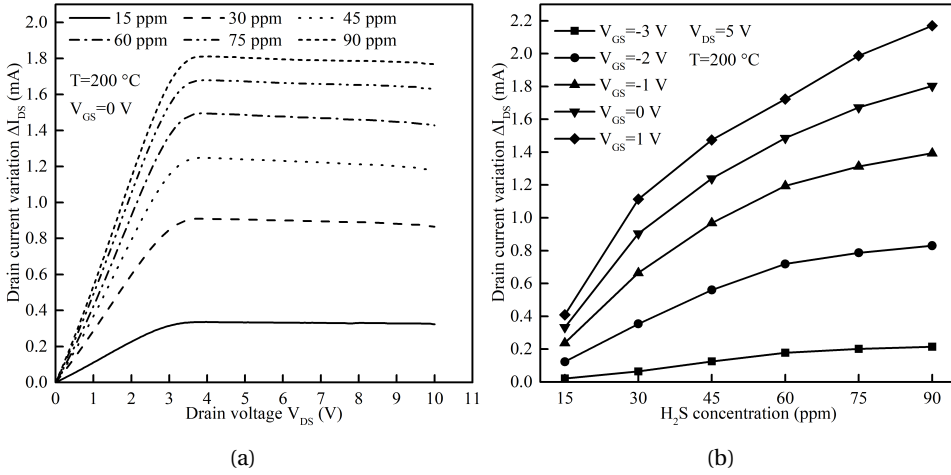 15 ppm 30 ppm 45 ppm
60 ppm 75 ppm 90 ppm
T=200 °C
V_GS=0 V
Drain current variation ΔI_DS (mA)
2.0
1.8
1.6
1.4
1.2
1.0
0.8
0.6
0.4
0.2
0.0
0 1 2 3 4 5 6 7 8 9 10 11
Drain voltage V_DS (V)
(a)
V_GS=-3 V V_DS=5 V
V_GS=-2 V T=200 °C
V_GS=-1 V
V_GS=0 V
V_GS=1 V
Drain current variation ΔI_DS (mA)
2.2
2.0
1.8
1.6
1.4
1.2
1.0
0.8
0.6
0.4
0.2
0.0
15 30 45 60 75 90
H₂S concentration (ppm)
(b)